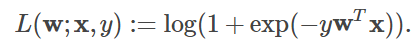 L(w;x,y) := log(1 + exp(−yw^T x)).